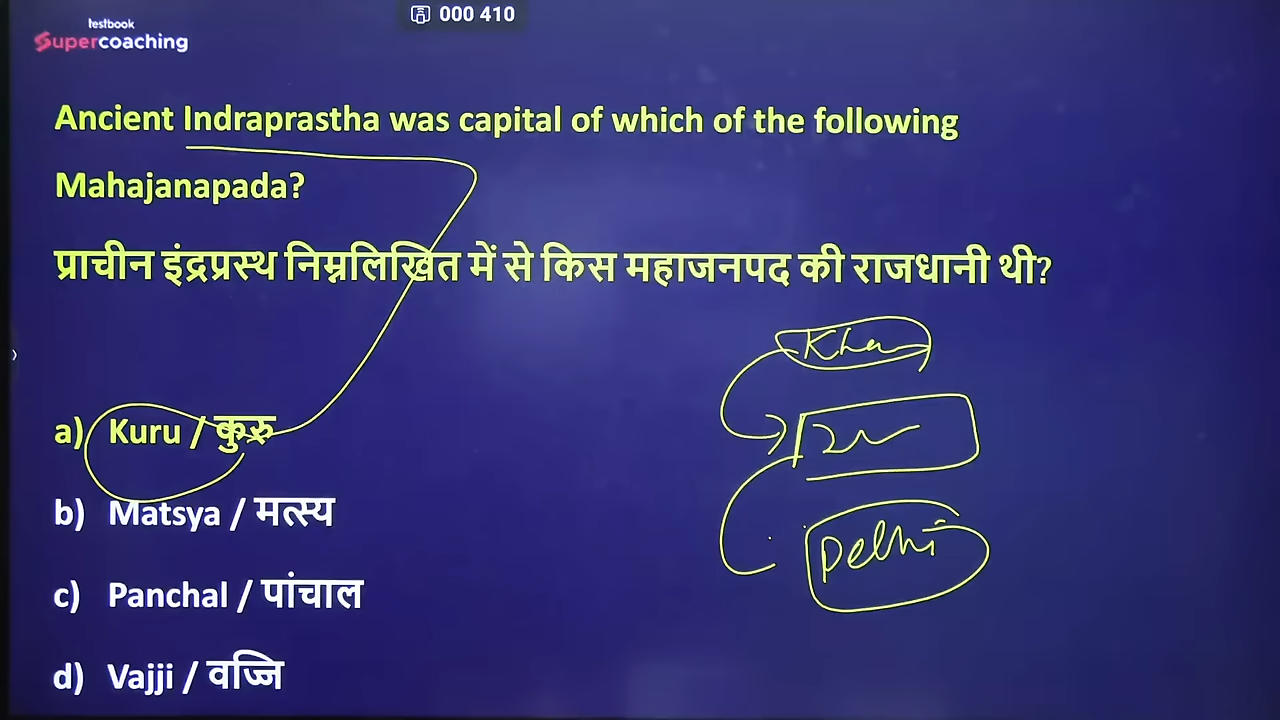 testbook
Supercoaching
000 410
Ancient Indraprastha was capital of which of the following
Mahajanapada?
प्राचीन इंद्रप्रस्थ निम्नलिखित में से किस महाजनपद की राजधानी थी?
a) Kuru / कुरु
b) Matsya / मत्स्य
c) Panchal / पांचाल
d) Vajji / वज्जि
Delhi